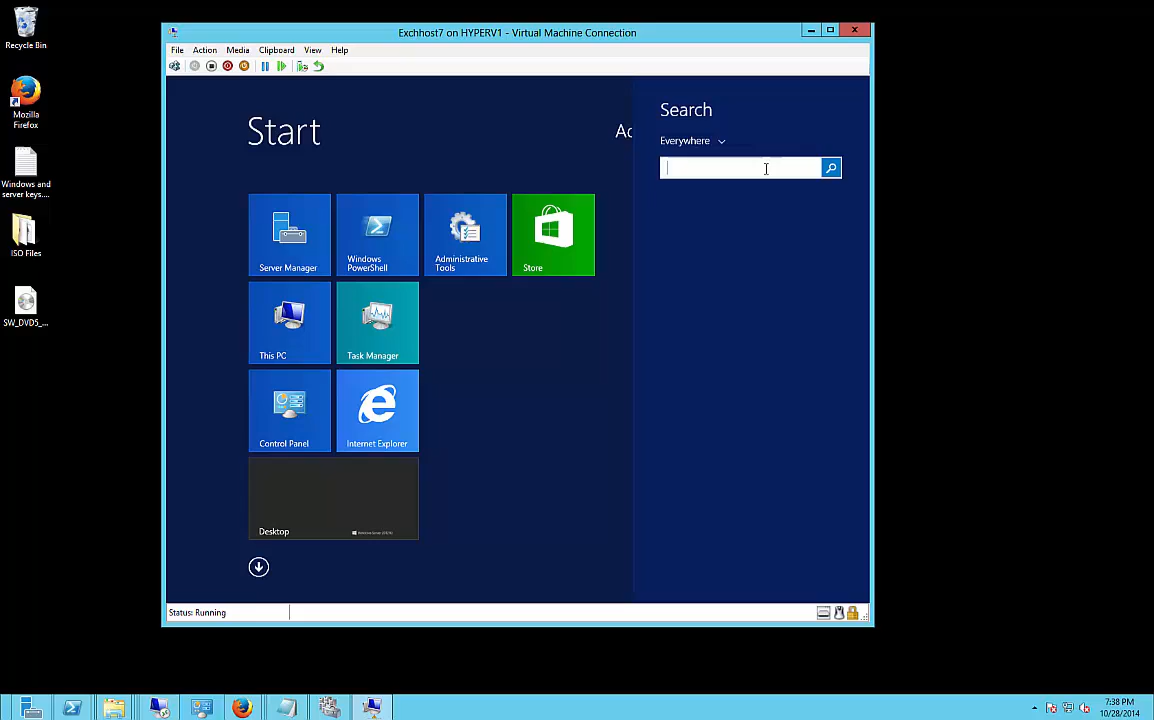 Recycle Bin
Mozilla
Firefox
Windows and
server keys....
ISO Files
SW_DVD5_...
Exchhost7 on HYPERV1 - Virtual Machine Connection
File Action Media Clipboard View Help
Start
Search
Everywhere
Server Manager
Windows
PowerShell
Administrative
Tools
Store
This PC
Task Manager
Control Panel
Internet Explorer
Desktop
Status: Running
7:38 PM
10/28/2014